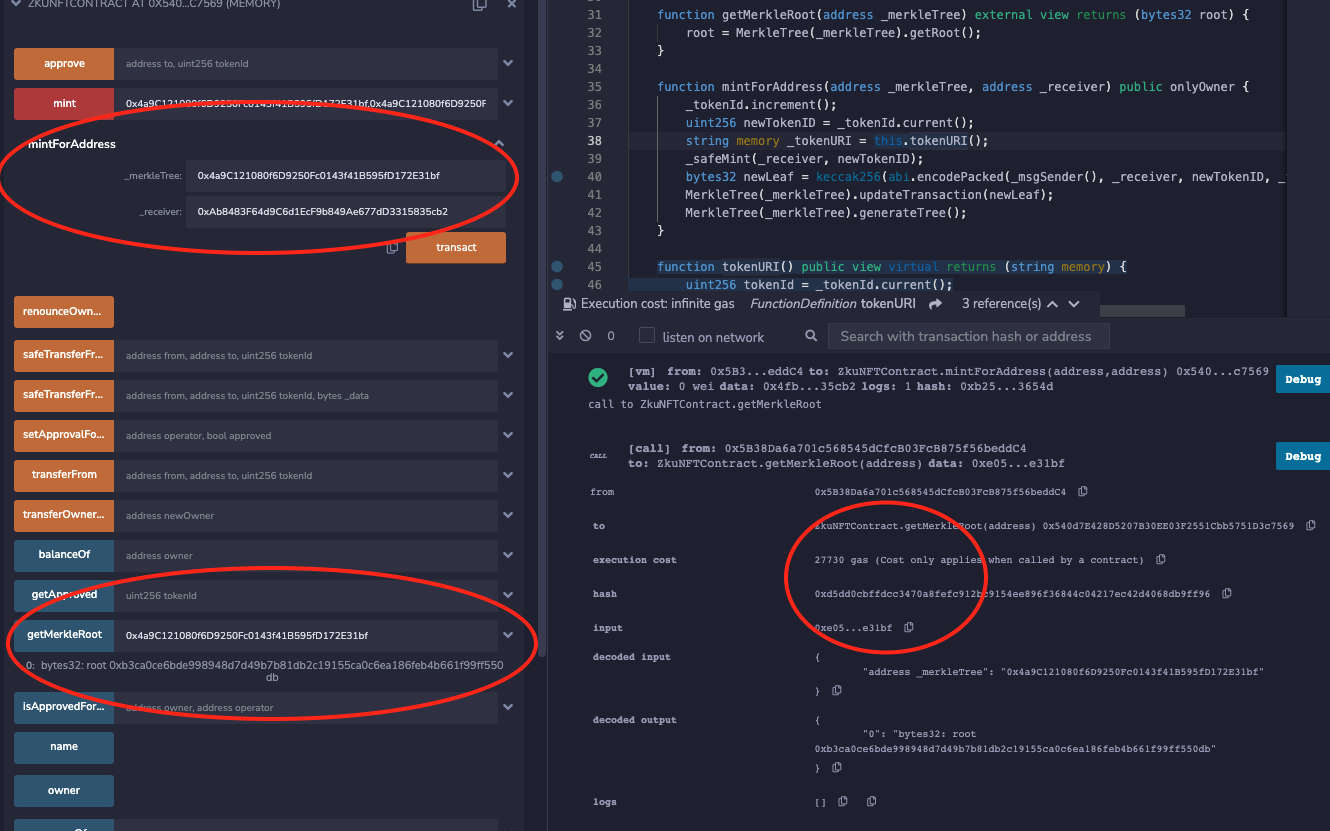 ZKUNFTCONTRACT AT 0X540...C7569 (MEMORY)
approve
address to, uint256 tokenId
mint
0x4a9C121080f6D9250Fc0143f41B595fD172E31bf,0x4a9C121080f6D9250F
mintForAddress
_merkleTree:
0x4a9C121080f6D9250Fc0143f41B595fD172E31bf
_receiver:
0xAb8483F64d9C6d1EcF9b849Ae677dD3315835cb2
transact
renounceOwn...
safeTransferFr...
address from, address to, uint256 tokenId
safeTransferFr...
address from, address to, uint256 tokenId, bytes _data
setApprovalFo...
address operator, bool approved
transferFrom
address from, address to, uint256 tokenId
transferOwner...
address newOwner
balanceOf
address owner
getApproved
uint256 tokenId
getMerkleRoot
0x4a9C121080f6D9250Fc0143f41B595fD172E31bf
0: bytes32: root 0xb3ca0ce6bde998948d7d49b7b81db2c19155ca0c6ea186feb4b661f99ff550
db
isApprovedFor...
address owner, address operator
name
owner
31 function getMerkleRoot(address _merkleTree) external view returns (bytes32 root) {
32 root = MerkleTree(_merkleTree).getRoot();
33 }
34
35 function mintForAddress(address _merkleTree, address _receiver) public onlyOwner {
36 _tokenId.increment();
37 uint256 newTokenID = _tokenId.current();
38 string memory _tokenURI = this.tokenURI();
39 _safeMint(_receiver, newTokenID);
40 bytes32 newLeaf = keccak256(abi.encodePacked(_msgSender(), _receiver, newTokenID, _
41 MerkleTree(_merkleTree).updateTransaction(newLeaf);
42 MerkleTree(_merkleTree).generateTree();
43 }
44
45 function tokenURI() public view virtual returns (string memory) {
46 uint256 tokenId = _tokenId.current();
Execution cost: infinite gas FunctionDefinition tokenURI 3 reference(s)
0 listen on network Search with transaction hash or address
[vm] from: 0x5B3...eddC4 to: ZkuNFTContract.mintForAddress(address,address) 0x540...c7569
value: 0 wei data: 0x4fb...35cb2 logs: 1 hash: 0xb25...3654d
Debug
call to ZkuNFTContract.getMerkleRoot
CALL
[call] from: 0x5B38Da6a701c568545dCfcB03FcB875f56beddC4
to: ZkuNFTContract.getMerkleRoot(address) data: 0xe05...e31bf
Debug
from 0x5B38Da6a701c568545dCfcB03FcB875f56beddC4
to ZkuNFTContract.getMerkleRoot(address) 0x540d7E428D5207B30EE03F2551Cbb5751D3c7569
execution cost 27730 gas (Cost only applies when called by a contract)
hash 0xd5dd0cbffdcc3470a8fefc912bc9154ee896f36844c04217ec42d4068db9ff96
input 0xe05...e31bf
decoded input {
"address _merkleTree": "0x4a9C121080f6D9250Fc0143f41B595fD172E31bf"
}
decoded output {
"0": "bytes32: root
0xb3ca0ce6bde998948d7d49b7b81db2c19155ca0c6ea186feb4b661f99ff550db"
}
logs []